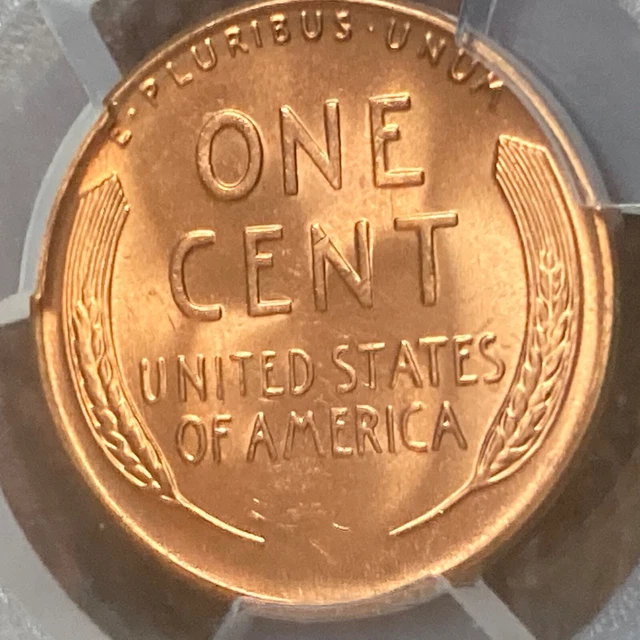 E · PLURIBUS · UNUM
ONE
CENT
UNITED STATES
OF AMERICA